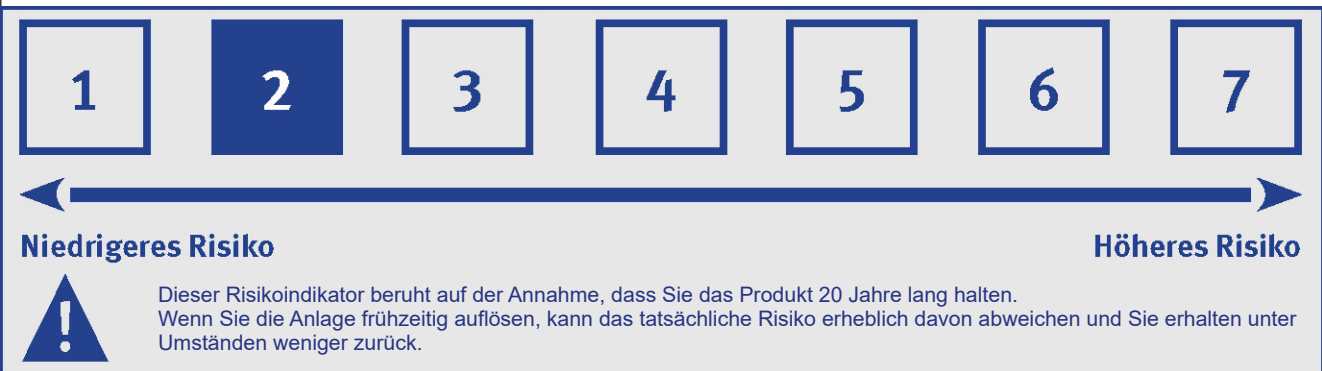 1 2 3 4 5 6 7
Niedrigeres Risiko Höheres Risiko
!
Dieser Risikoindikator beruht auf der Annahme, dass Sie das Produkt 20 Jahre lang halten.
Wenn Sie die Anlage frühzeitig auflösen, kann das tatsächliche Risiko erheblich davon abweichen und Sie erhalten unter
Umständen weniger zurück.